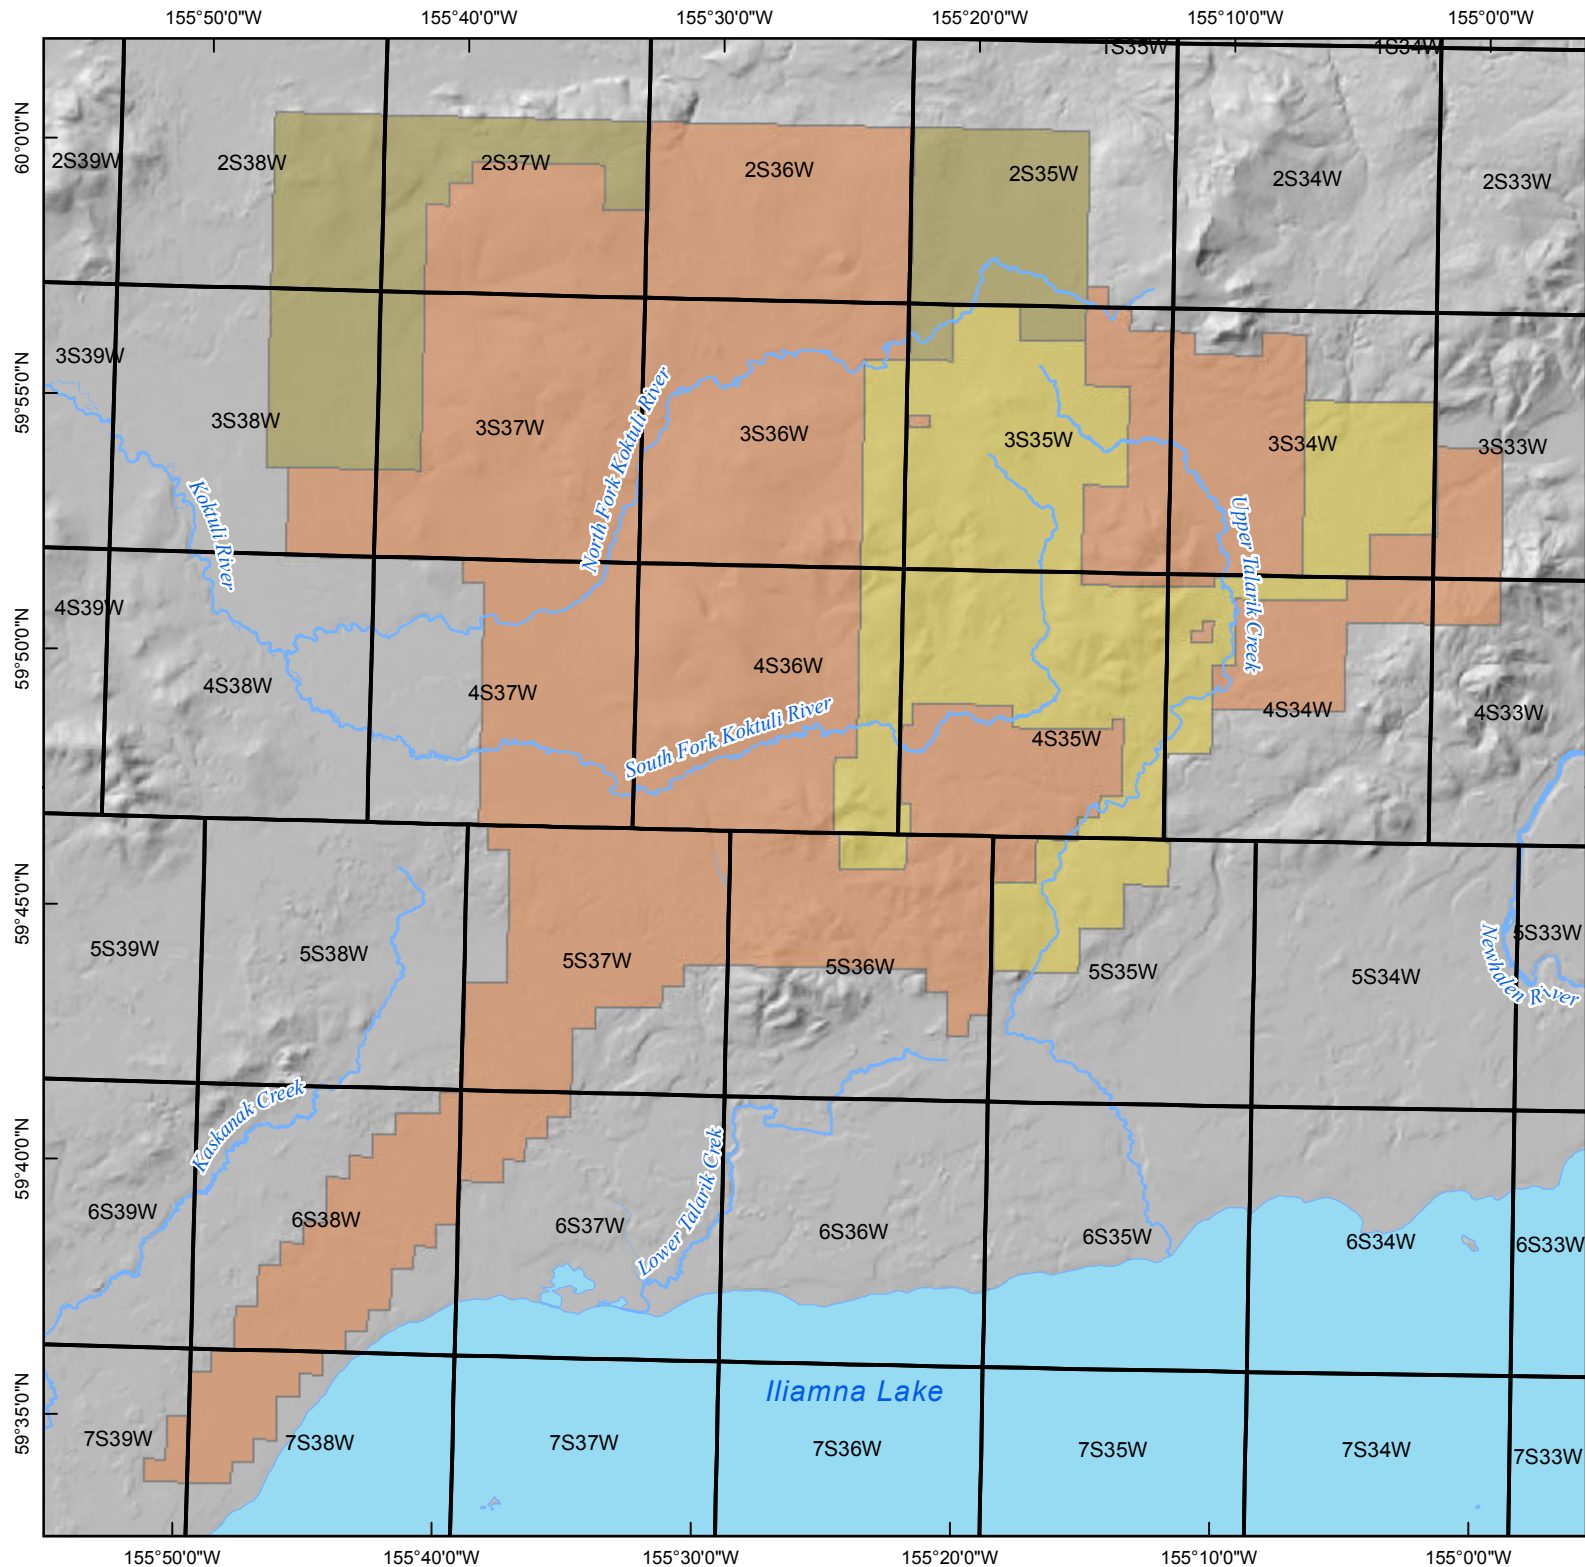 155°50'0"W 155°40'0"W 155°30'0"W 155°20'0"W 155°10'0"W 155°0'0"W
1S35W 1S34W
60°0'0"N
2S39W 2S38W 2S37W 2S36W 2S35W 2S34W 2S33W
59°55'0"N
3S39W 3S38W 3S37W 3S36W 3S35W 3S34W 3S33W
Koktuli River
North Fork Koktuli River
Upper Talarik Creek
59°50'0"N
4S39W 4S38W 4S37W 4S36W 4S35W 4S34W 4S33W
South Fork Koktuli River
59°45'0"N
5S39W 5S38W 5S37W 5S36W 5S35W 5S34W 5S33W
Newhalen River
Kaskanak Creek
59°40'0"N
Lower Talarik Crek
6S39W 6S38W 6S37W 6S36W 6S35W 6S34W 6S33W
Iliamna Lake
59°35'0"N
7S39W 7S38W 7S37W 7S36W 7S35W 7S34W 7S33W
155°50'0"W 155°40'0"W 155°30'0"W 155°20'0"W 155°10'0"W 155°0'0"W